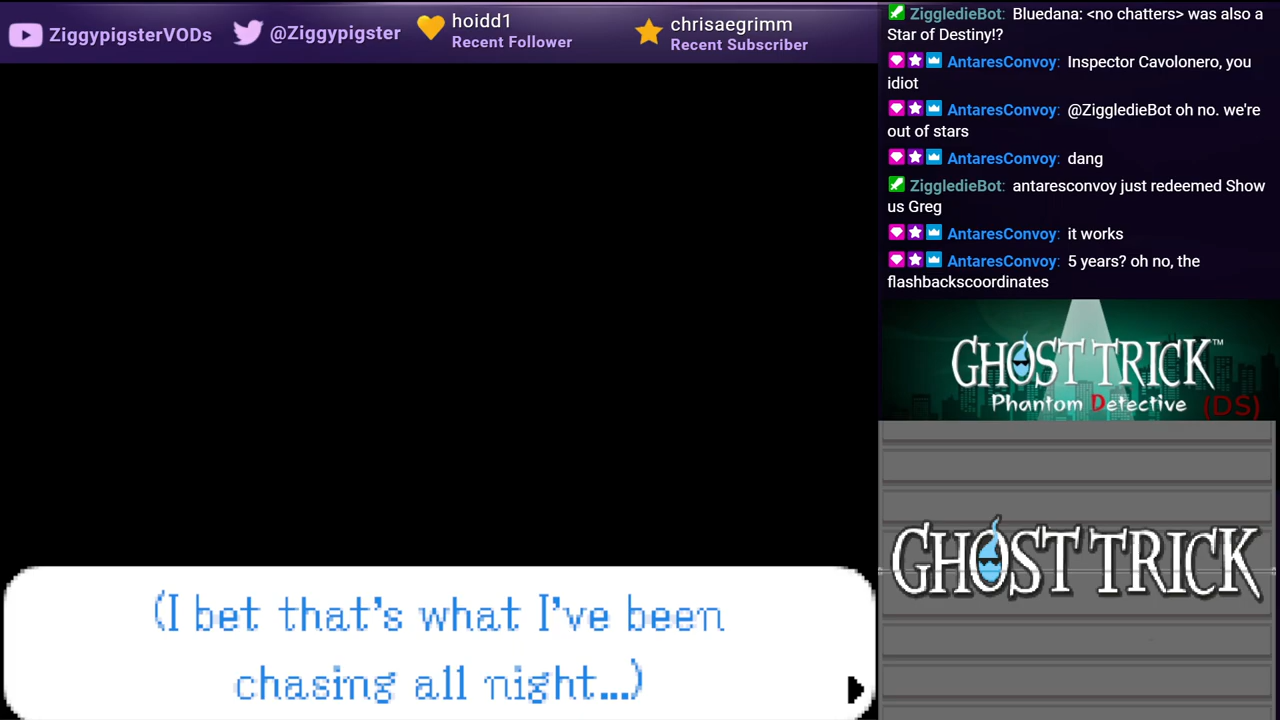 ZiggypigsterVODs
@Ziggypigster
hoidd1
Recent Follower
chrisaegrimm
Recent Subscriber
ZiggledieBot: Bluedana: <no chatters> was also a
Star of Destiny!?
AntaresConvoy: Inspector Cavolonero, you
idiot
AntaresConvoy: @ZiggledieBot oh no. we're
out of stars
AntaresConvoy: dang
ZiggledieBot: antaresconvoy just redeemed Show
us Greg
AntaresConvoy: it works
AntaresConvoy: 5 years? oh no, the
flashbackscoordinates
GHOST TRICK™
Phantom Detective (DS)
GHOST TRICK
(I bet that's what I've been
chasing all night...)